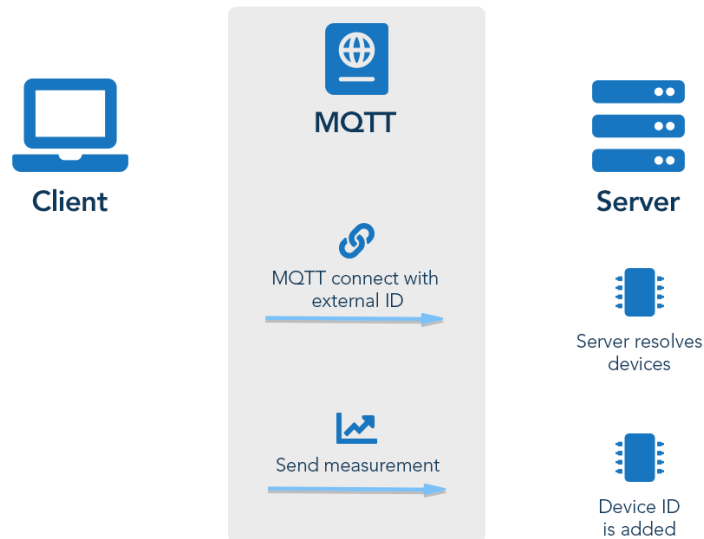 MQTT
Client
Server
MQTT connect with
external ID
Server resolves
devices
Send measurement
Device ID
is added